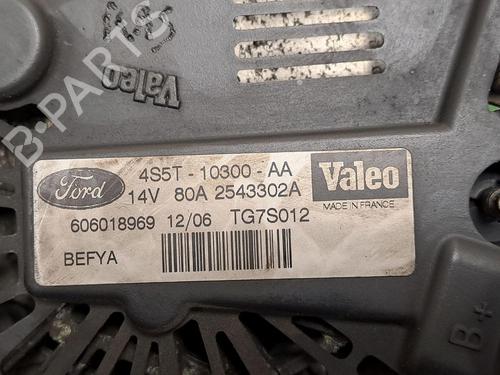 Valeo
B-PARTS
Ford
4S5T-10300-AA
14V 80A 2543302A
Valeo
MADE IN FRANCE
606018969 12/06 TG7S012
BEFYA
B+